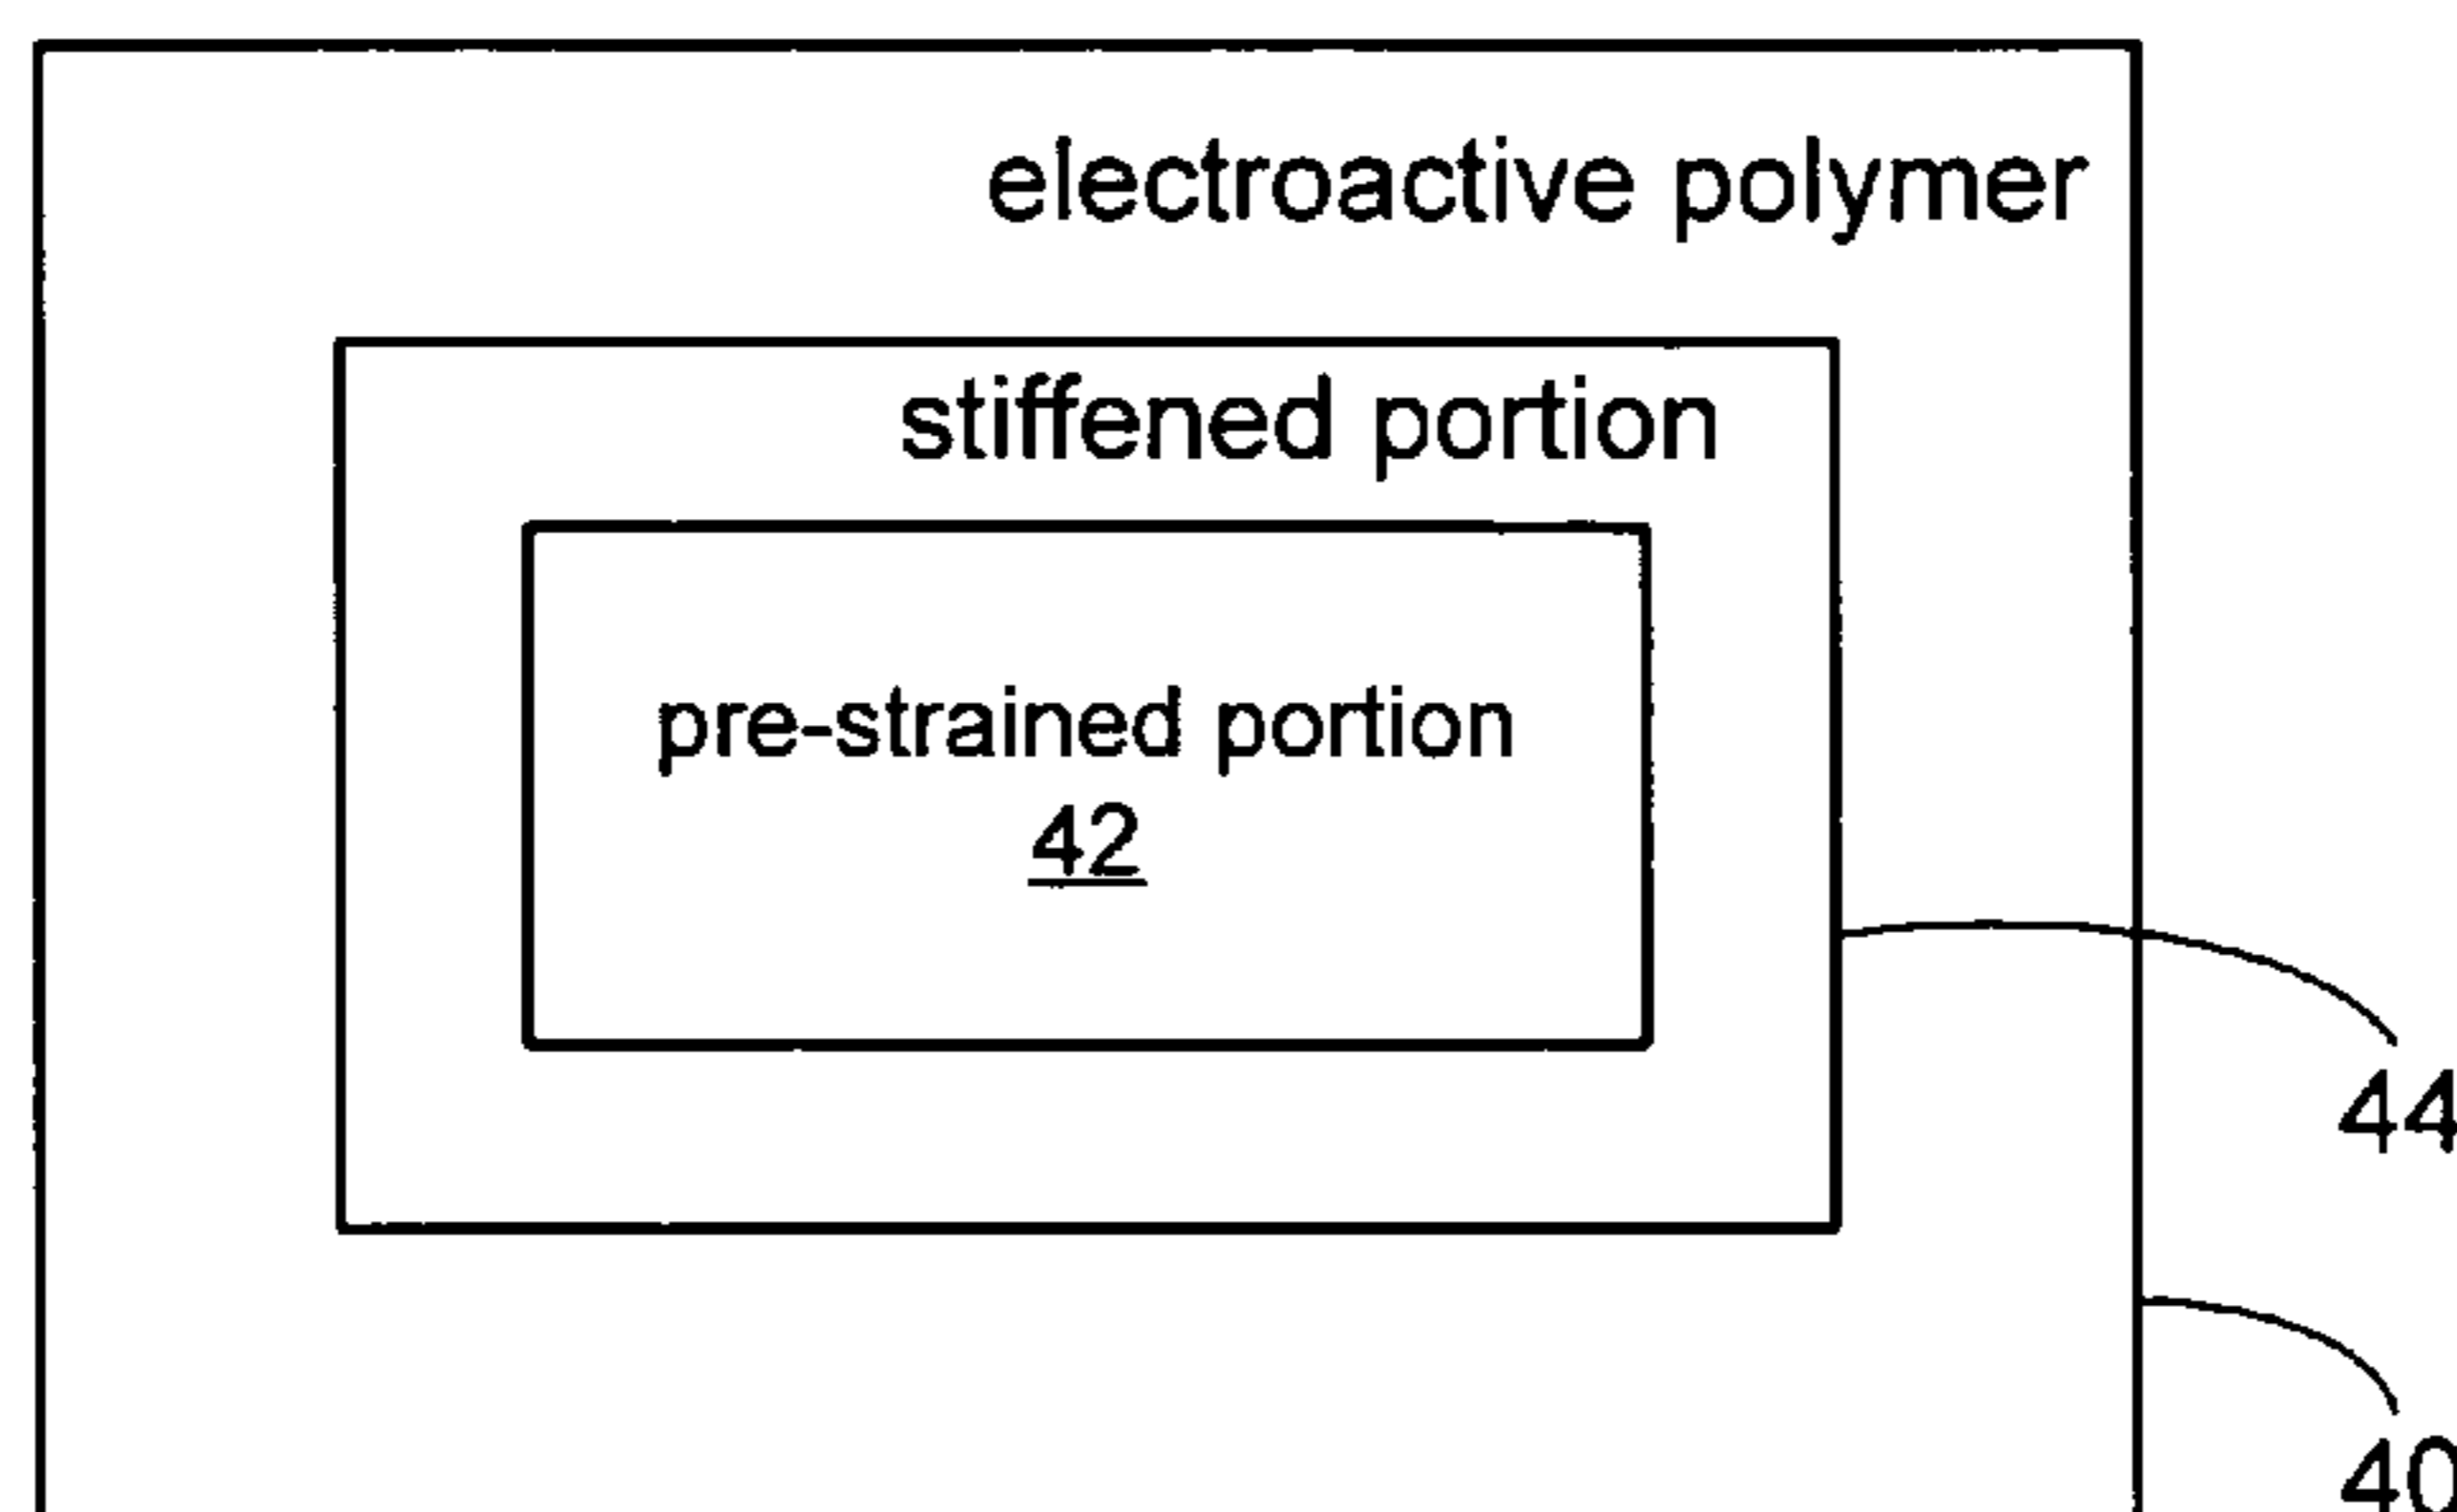 electroactive polymer
stiffened portion
pre-strained portion
42
44
40